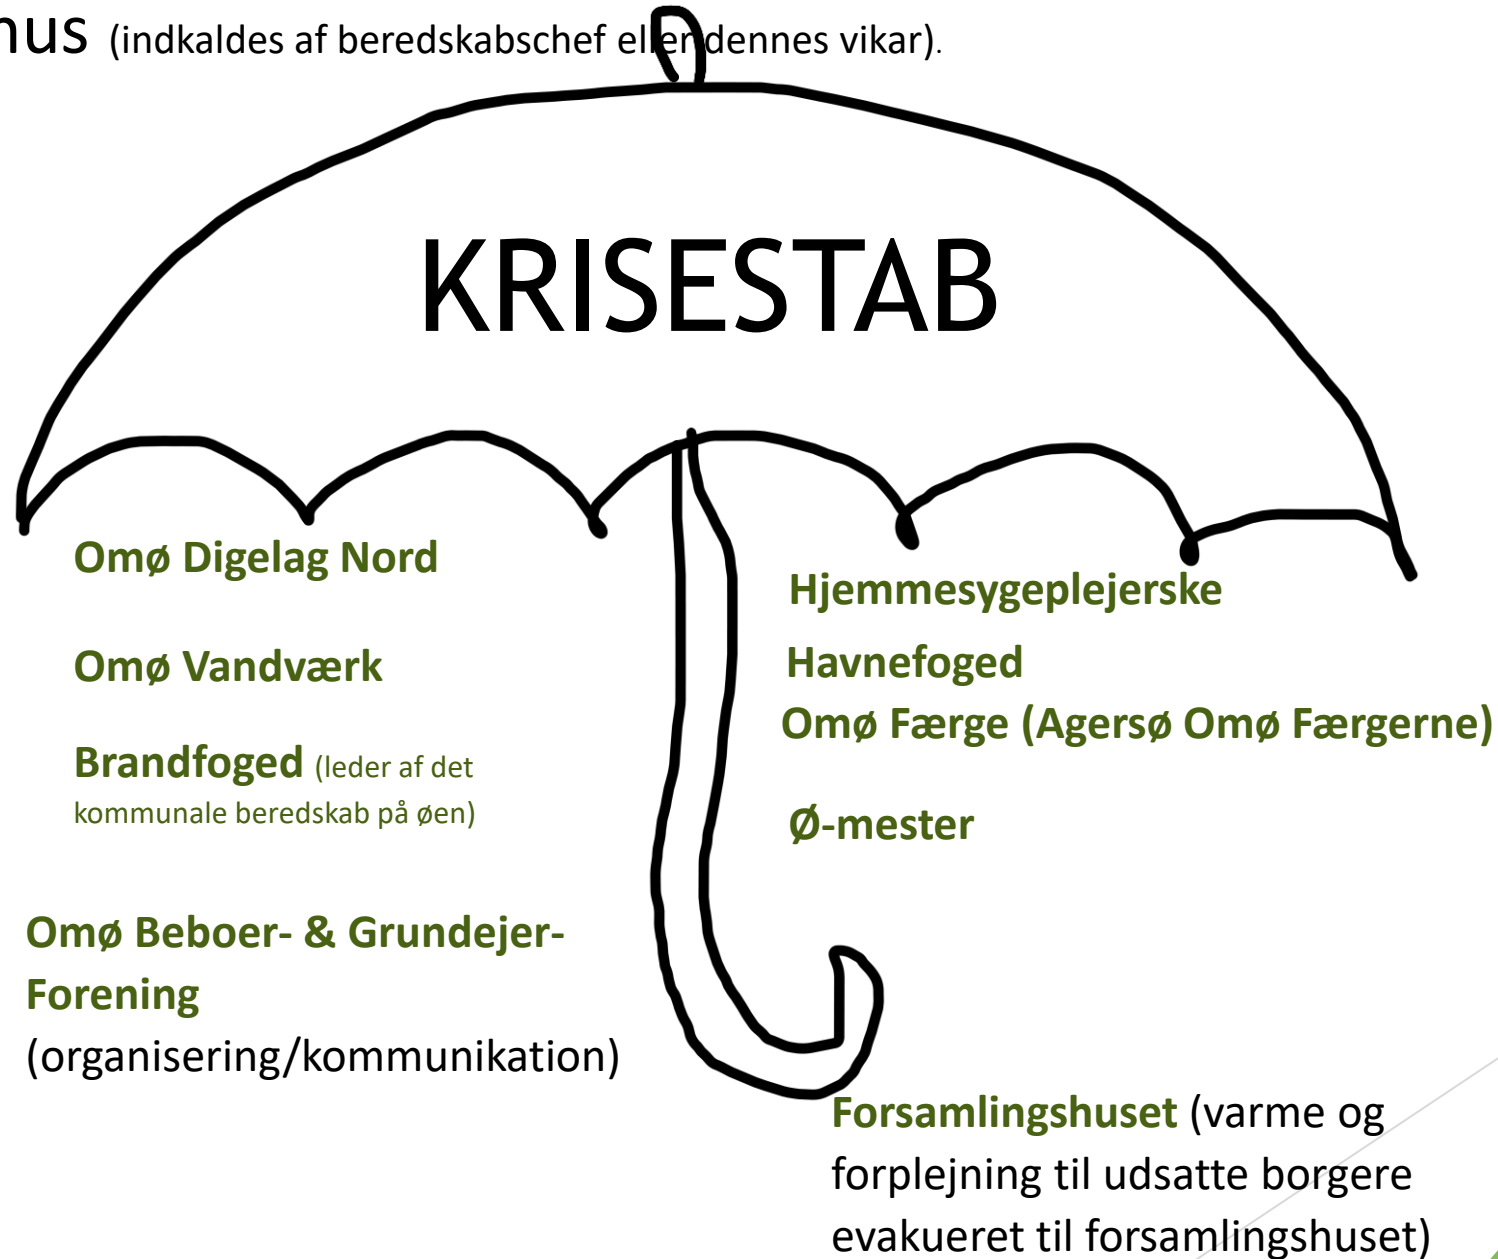 hus (indkaldes af beredskabschef eller dennes vikar).
KRISESTAB
Omø Digelag Nord
Omø Vandværk
Brandfoged (leder af det
kommunale beredskab på øen)
Omø Beboer- & Grundejer-
Forening
(organisering/kommunikation)
Hjemmesygeplejerske
Havnefoged
Omø Færge (Agersø Omø Færgerne)
Ø-mester
Forsamlingshuset (varme og
forplejning til udsatte borgere
evakueret til forsamlingshuset)